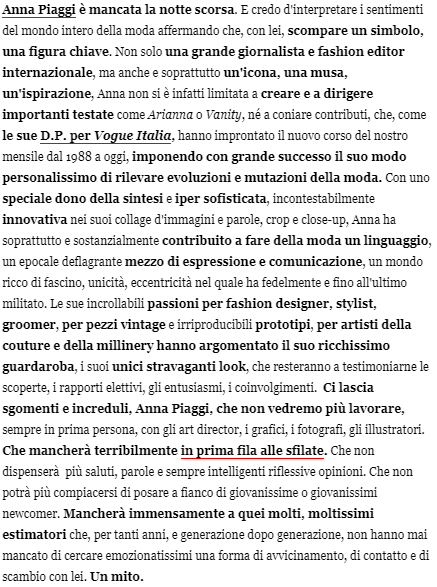 Anna Piaggi è mancata la notte scorsa. E credo d'interpretare i sentimenti
del mondo intero della moda affermando che, con lei, scompare un simbolo,
una figura chiave. Non solo una grande giornalista e fashion editor
internazionale, ma anche e soprattutto un'icona, una musa,
un'ispirazione, Anna non si è infatti limitata a creare e a dirigere
importanti testate come Arianna o Vanity, né a coniare contributi, che, come
le sue D.P. per Vogue Italia, hanno improntato il nuovo corso del nostro
mensile dal 1988 a oggi, imponendo con grande successo il suo modo
personalissimo di rilevare evoluzioni e mutazioni della moda. Con uno
speciale dono della sintesi e iper sofisticata, incontestabilmente
innovativa nei suoi collage d'immagini e parole, crop e close-up, Anna ha
soprattutto e sostanzialmente contribuito a fare della moda un linguaggio,
un epocale deflagrante mezzo di espressione e comunicazione, un mondo
ricco di fascino, unicità, eccentricità nel quale ha fedelmente e fino all'ultimo
militato. Le sue incrollabili passioni per fashion designer, stylist,
groomer, per pezzi vintage e irriproducibili prototipi, per artisti della
couture e della millinery hanno argomentato il suo ricchissimo
guardaroba, i suoi unici stravaganti look, che resteranno a testimoniarne le
scoperte, i rapporti elettivi, gli entusiasmi, i coinvolgimenti.  Ci lascia
sgomenti e increduli, Anna Piaggi, che non vedremo più lavorare,
sempre in prima persona, con gli art director, i grafici, i fotografi, gli illustratori.
Che mancherà terribilmente in prima fila alle sfilate. Che non
dispenserà  più saluti, parole e sempre intelligenti riflessive opinioni. Che non
potrà più compiacersi di posare a fianco di giovanissime o giovanissimi
newcomer. Mancherà immensamente a quei molti, moltissimi
estimatori che, per tanti anni, e generazione dopo generazione, non hanno mai
mancato di cercare emozionatissimi una forma di avvicinamento, di contatto e di
scambio con lei. Un mito.